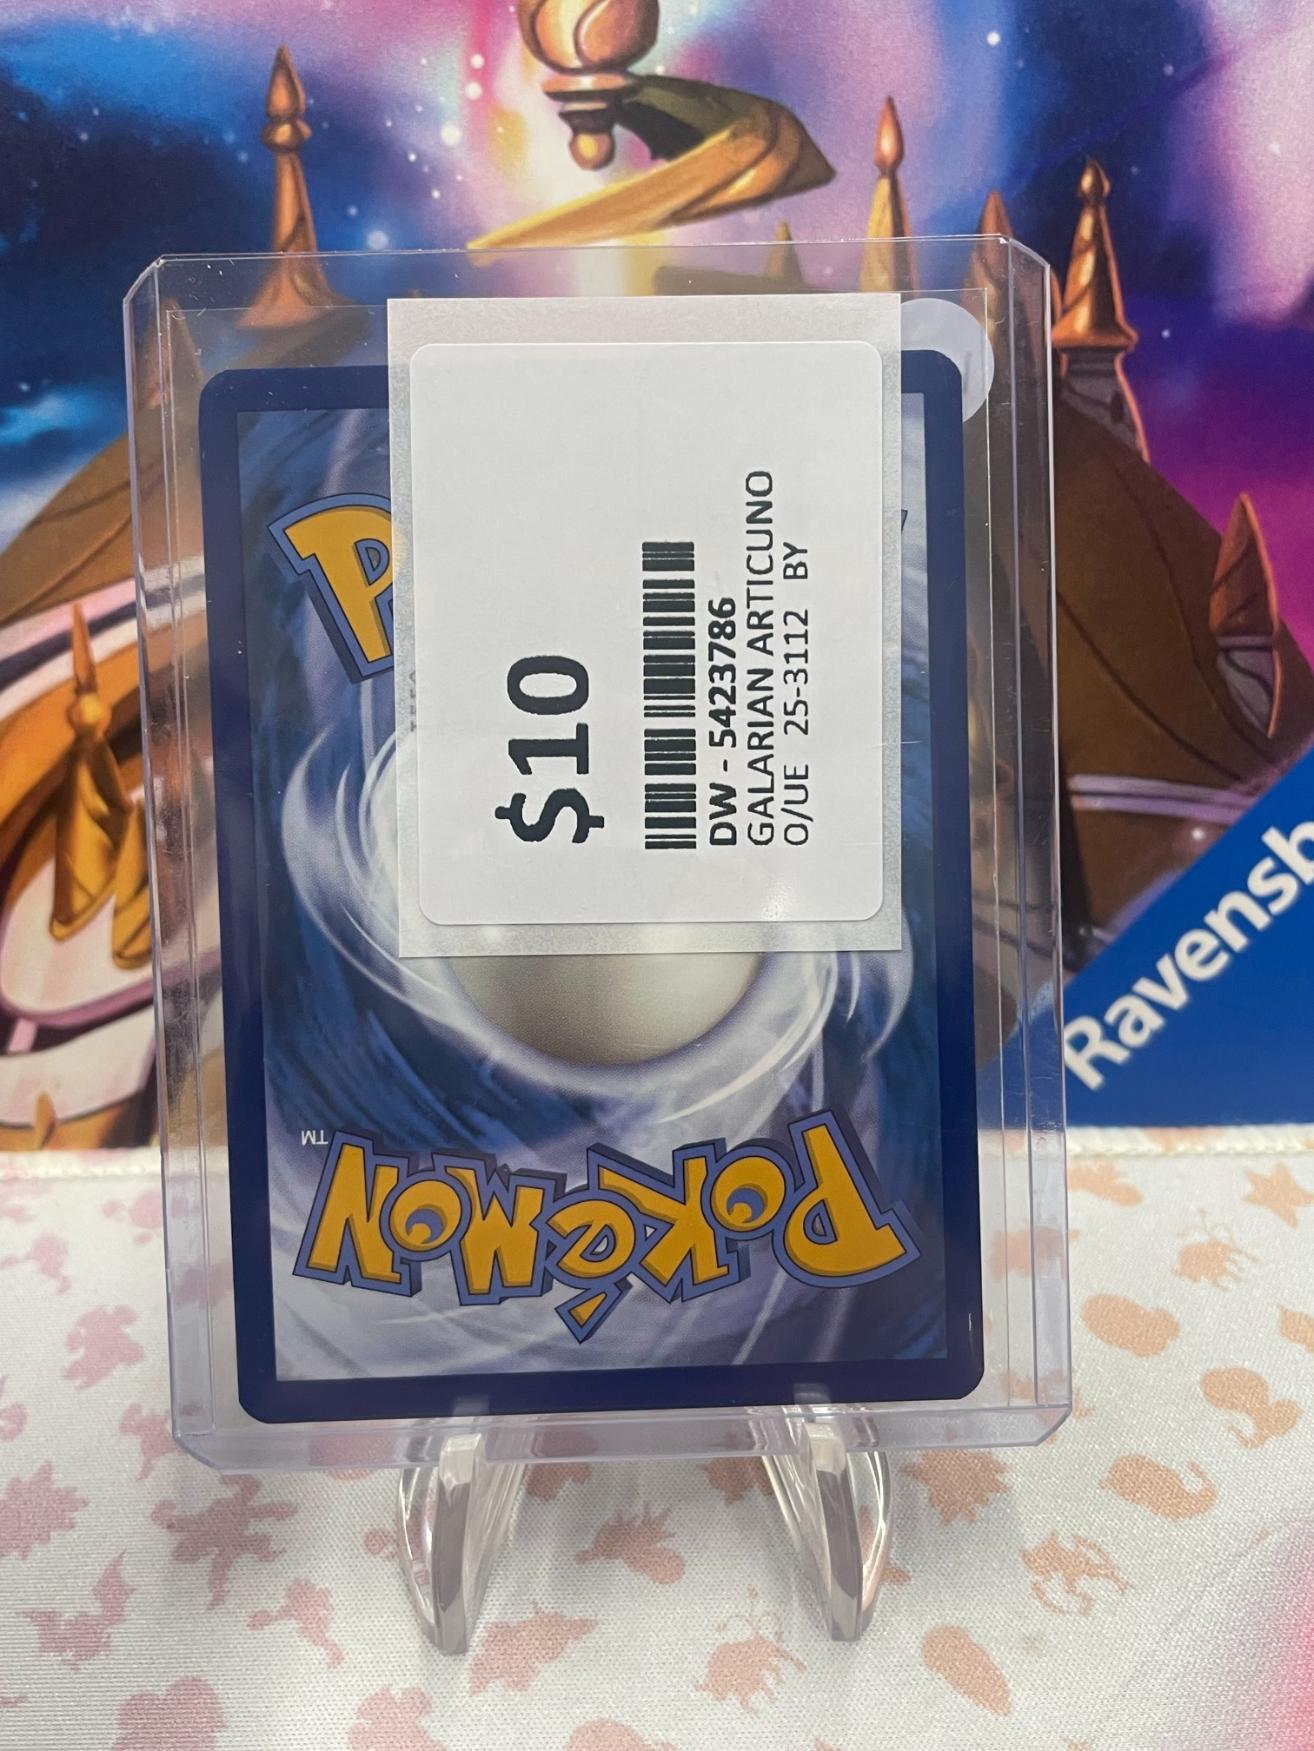 $10
DW - 5423786
GALARIAN ARTICUNO
O/UE 25-3112 BY
P
POKéMON
TM
Ravensb